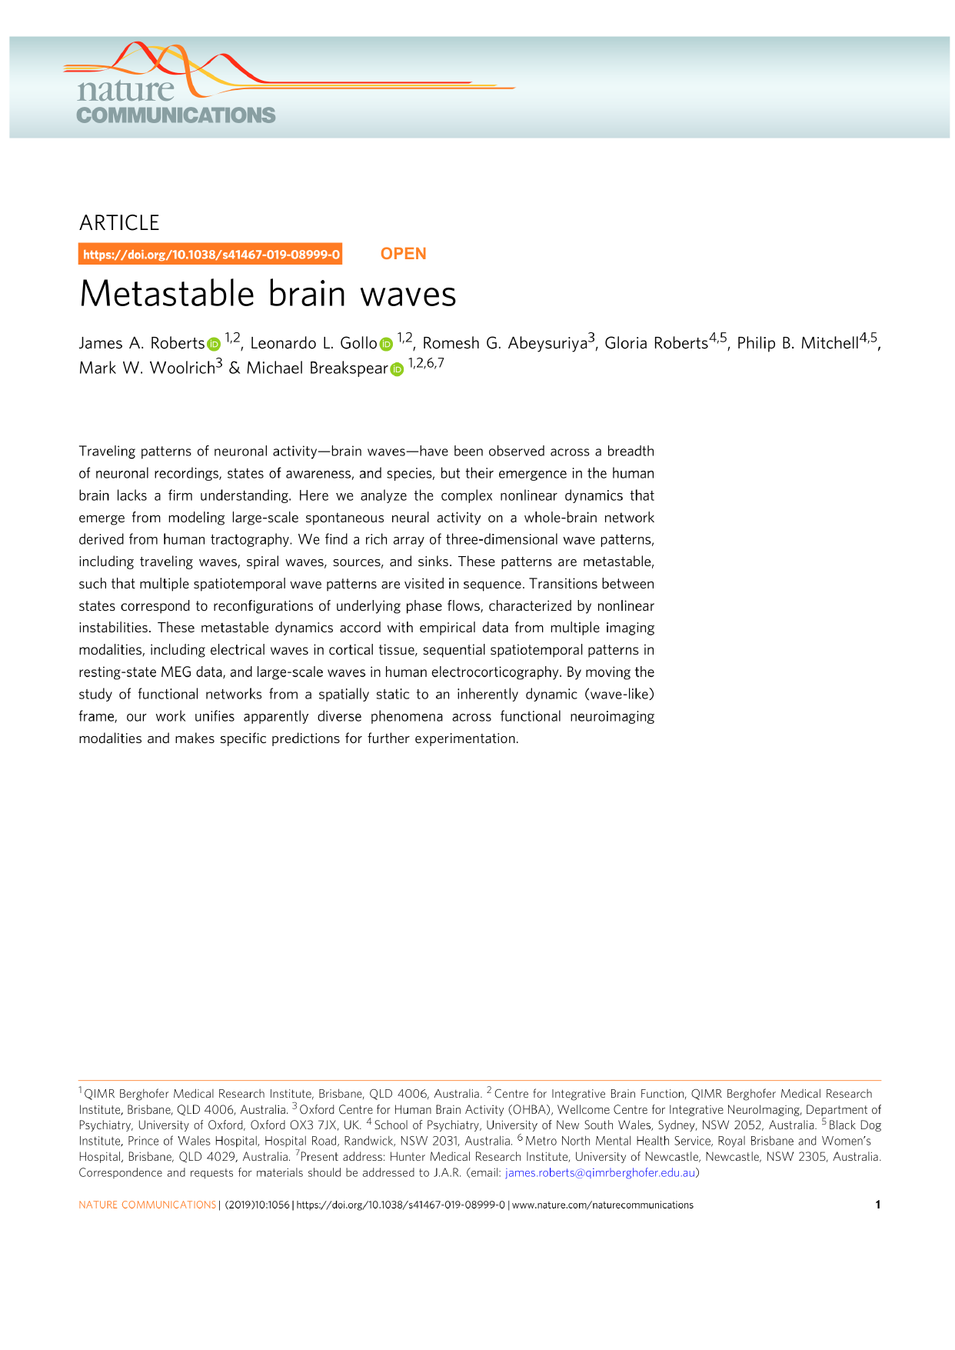 nature
COMMUNICATIONS
ARTICLE
https://doi.org/10.1038/s41467-019-08999-0 OPEN
Metastable brain waves
James A. Roberts iD 1,2, Leonardo L. Gollo iD 1,2, Romesh G. Abeysuriya3, Gloria Roberts4,5, Philip B. Mitchell4,5,
Mark W. Woolrich3 & Michael Breakspear iD 1,2,6,7
Traveling patterns of neuronal activity—brain waves—have been observed across a breadth
of neuronal recordings, states of awareness, and species, but their emergence in the human
brain lacks a firm understanding. Here we analyze the complex nonlinear dynamics that
emerge from modeling large-scale spontaneous neural activity on a whole-brain network
derived from human tractography. We find a rich array of three-dimensional wave patterns,
including traveling waves, spiral waves, sources, and sinks. These patterns are metastable,
such that multiple spatiotemporal wave patterns are visited in sequence. Transitions between
states correspond to reconfigurations of underlying phase flows, characterized by nonlinear
instabilities. These metastable dynamics accord with empirical data from multiple imaging
modalities, including electrical waves in cortical tissue, sequential spatiotemporal patterns in
resting-state MEG data, and large-scale waves in human electrocorticography. By moving the
study of functional networks from a spatially static to an inherently dynamic (wave-like)
frame, our work unifies apparently diverse phenomena across functional neuroimaging
modalities and makes specific predictions for further experimentation.
1 QIMR Berghofer Medical Research Institute, Brisbane, QLD 4006, Australia. 2 Centre for Integrative Brain Function, QIMR Berghofer Medical Research
Institute, Brisbane, QLD 4006, Australia. 3 Oxford Centre for Human Brain Activity (OHBA), Wellcome Centre for Integrative NeuroImaging, Department of
Psychiatry, University of Oxford, Oxford OX3 7JX, UK. 4 School of Psychiatry, University of New South Wales, Sydney, NSW 2052, Australia. 5 Black Dog
Institute, Prince of Wales Hospital, Hospital Road, Randwick, NSW 2031, Australia. 6 Metro North Mental Health Service, Royal Brisbane and Women's
Hospital, Brisbane, QLD 4029, Australia. 7Present address: Hunter Medical Research Institute, University of Newcastle, Newcastle, NSW 2305, Australia.
Correspondence and requests for materials should be addressed to J.A.R. (email: james.roberts@qimrberghofer.edu.au)
NATURE COMMUNICATIONS | (2019)10:1056 | https://doi.org/10.1038/s41467-019-08999-0 | www.nature.com/naturecommunications 1